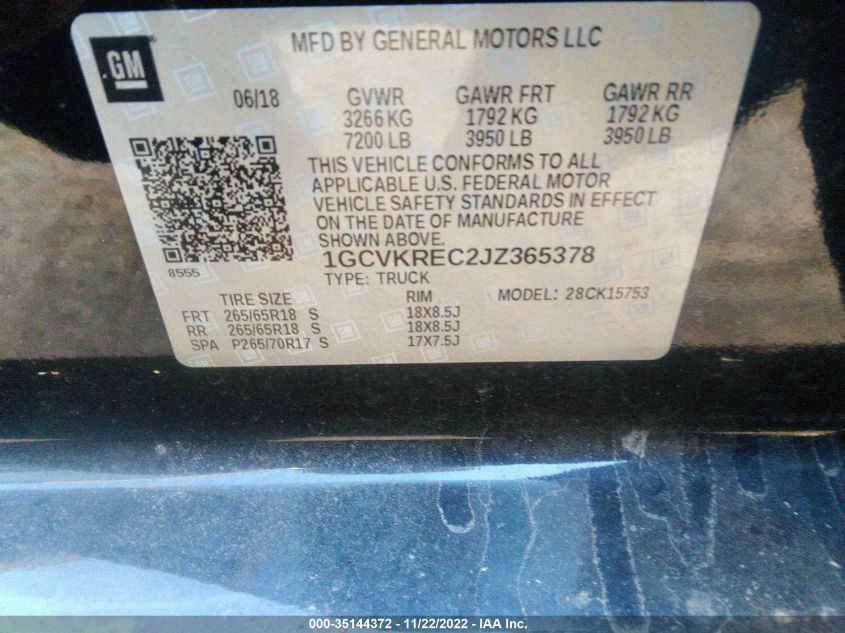 GM
MFD BY GENERAL MOTORS LLC
06/18 GVWR GAWR FRT GAWR RR
3266 KG 1792 KG 1792 KG
7200 LB 3950 LB 3950 LB
THIS VEHICLE CONFORMS TO ALL
APPLICABLE U.S. FEDERAL MOTOR
VEHICLE SAFETY STANDARDS IN EFFECT
ON THE DATE OF MANUFACTURE
SHOWN ABOVE.
8555
1GCVKREC2JZ365378
TYPE: TRUCK
TIRE SIZE RIM MODEL: 28CK15753
FRT 265/65R18 S 18X8.5J
RR 265/65R18 S 18X8.5J
SPA P265/70R17 S 17X7.5J
000-35144372 - 11/22/2022 - IAA Inc.